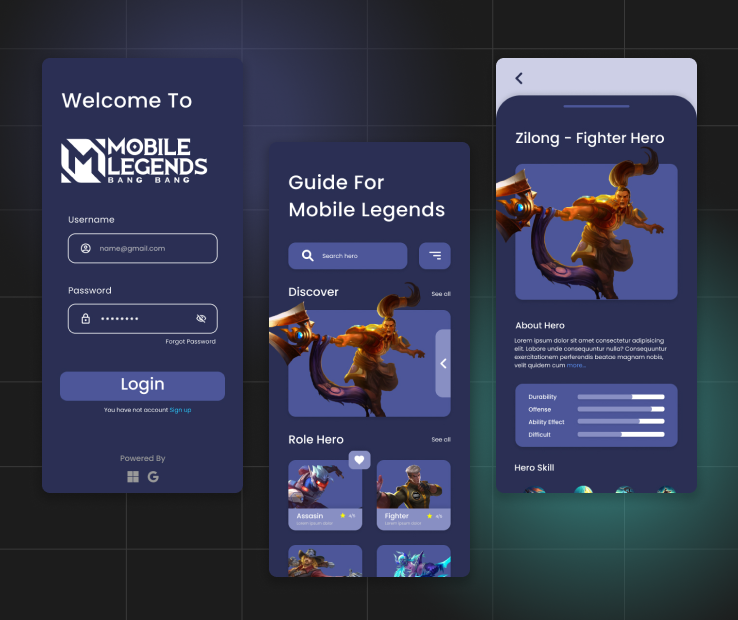 Welcome To
MOBILE
LEGENDS
BANG BANG
Username
name@gmail.com
Password
Forgot Password
Login
You have not account Sign up
Powered By
Guide For
Mobile Legends
Search hero
Discover
See all
Role Hero
See all
Assasin
4/5
Lorem ipsum dolor
Fighter
4/5
Lorem ipsum dolor
Zilong - Fighter Hero
About Hero
Lorem ipsum dolor sit amet consectetur adipisicing
elit. Labore unde consequuntur nulla? Consequuntur
exercitationem perferendis beatae magnam nobis,
velit quidem cum more..
Durability
Offense
Ability Effect
Difficult
Hero Skill